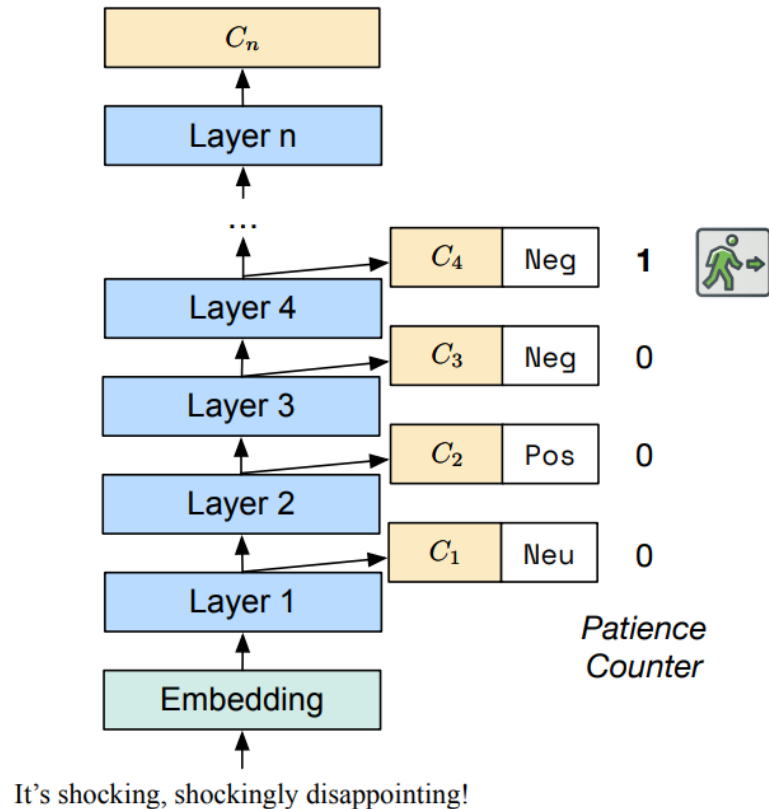 Cn
Layer n
...
C4 Neg 1
Layer 4
C3 Neg 0
Layer 3
C2 Pos 0
Layer 2
C1 Neu 0
Layer 1
Patience
Counter
Embedding
It's shocking, shockingly disappointing!